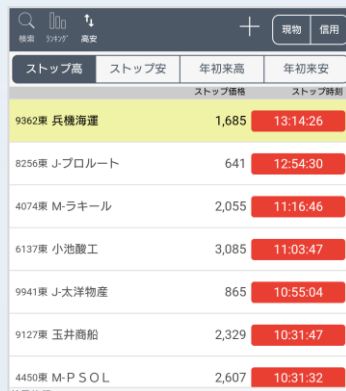 検索 ﾗﾝｷﾝｸﾞ 高安 現物 信用
ストップ高 ストップ安 年初来高 年初来安
ストップ価格 ストップ時刻
9362東 兵機海運 1,685 13:14:26
8256東 J-プロルート 641 12:54:30
4074東 M-ラキール 2,055 11:16:46
6137東 小池酸工 3,085 11:03:47
9941東 J-太洋物産 865 10:55:04
9127東 玉井商船 2,329 10:31:47
4450東 M-ＰＳＯＬ 2,607 10:31:32